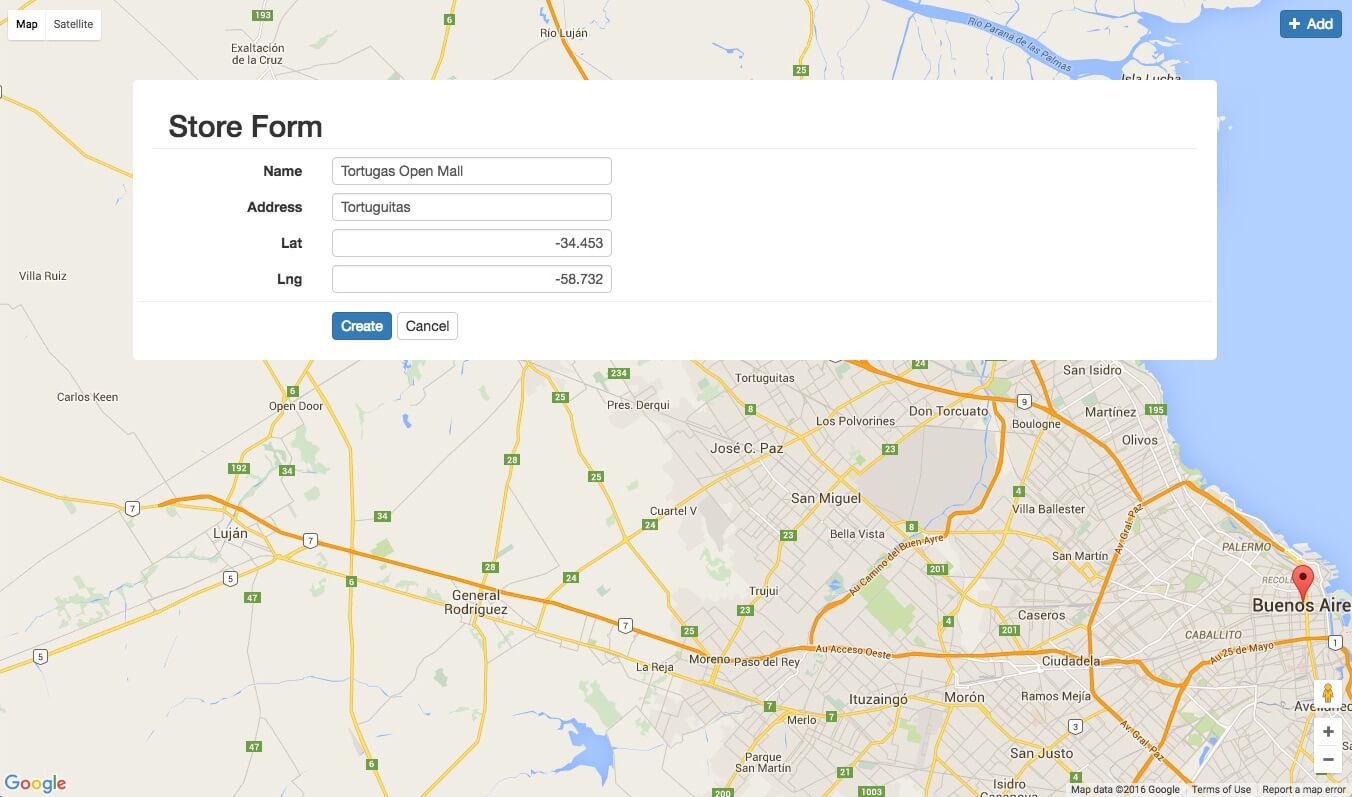 Map Satellite
+ Add
193
6
Exaltación
de la Cruz
Río Luján
25
Río Paraná de las Palmas
Isla Lucha
Store Form
Name Tortugas Open Mall
Address Tortuguitas
Lat -34.453
Lng -58.732
Create Cancel
Villa Ruiz
Carlos Keen
6
Open Door
234
25
Pres. Derqui
Tortuguitas
8
24
Los Polvorines
Don Torcuato
9
Boulogne
San Isidro
Martínez
195
Olivos
José C. Paz
23
192
34
28
25
7
34
Luján
7
Cuartel V
24
San Miguel
Bella Vista
23
8
4
Villa Ballester
Av. Gral. Paz
San Martín
PALERMO
Au Camino del Buen Ayre
201
5
47
6
28
24
General
Rodríguez
Trujui
23
4
201
Caseros
Buenos Aire
CABALLITO
Au 25 de Mayo
1
5
7
25
La Reja
Moreno
Paso del Rey
Au Acceso Oeste
Ciudadela
Ituzaingó
Morón
Ramos Mejía
7
Merlo
7
3
Av. Gral. Paz
San Justo
47
6
Parque
San Martín
21
4
Isidro
200
1003
+
−
Google
Map data ©2016 Google Terms of Use Report a map error